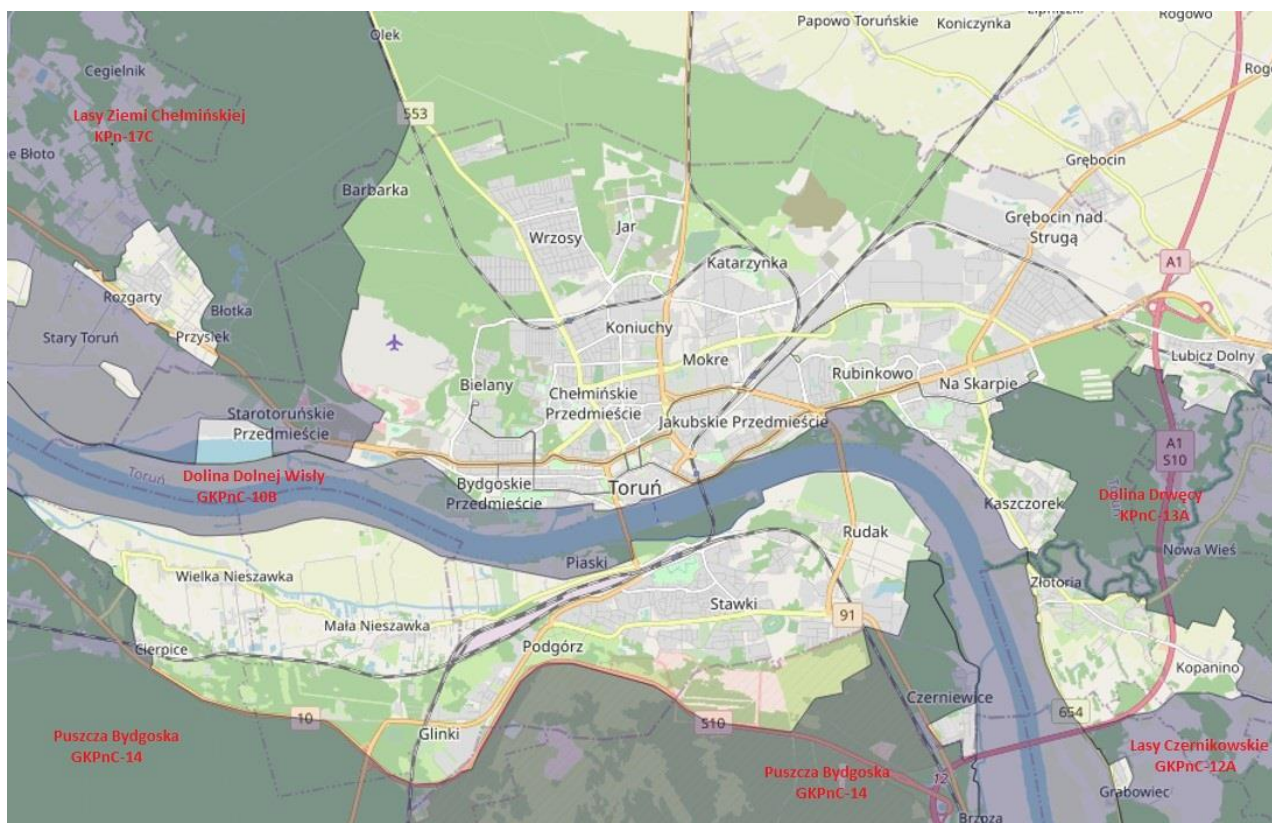 Olek
Papowo Toruńskie
Koniczynka
Rogowo
Cegielnik
Lasy Ziemi Chełmińskiej
KPn-17C
553
Grębocin
Barbarka
Jar
Wrzosy
Grębocin nad
Strugą
Katarzynka
A1
Rozgarty
Błotka
Przysiek
Stary Toruń
Koniuchy
Mokre
Lubicz Dolny
Bielany
Rubinkowo
Na Skarpie
Chełmińskie
Przedmieście
Starotoruńskie
Przedmieście
Jakubskie Przedmieście
A1
S10
Toruń
Dolina Dolnej Wisły
GKPnC-10B
Bydgoskie
Przedmieście
Toruń
Kaszczorek
Dolina Drwęcy
KPnC-13A
Rudak
Nowa Wieś
Piaski
Wielka Nieszawka
Złotoria
Stawki
Mała Nieszawka
91
Podgórz
Cierpice
Kopanino
Czerniewice
10
S10
654
Glinki
Puszcza Bydgoska
GKPnC-14
Puszcza Bydgoska
GKPnC-14
12
Lasy Czernikowskie
GKPnC-12A
Grabowiec
Brzoza